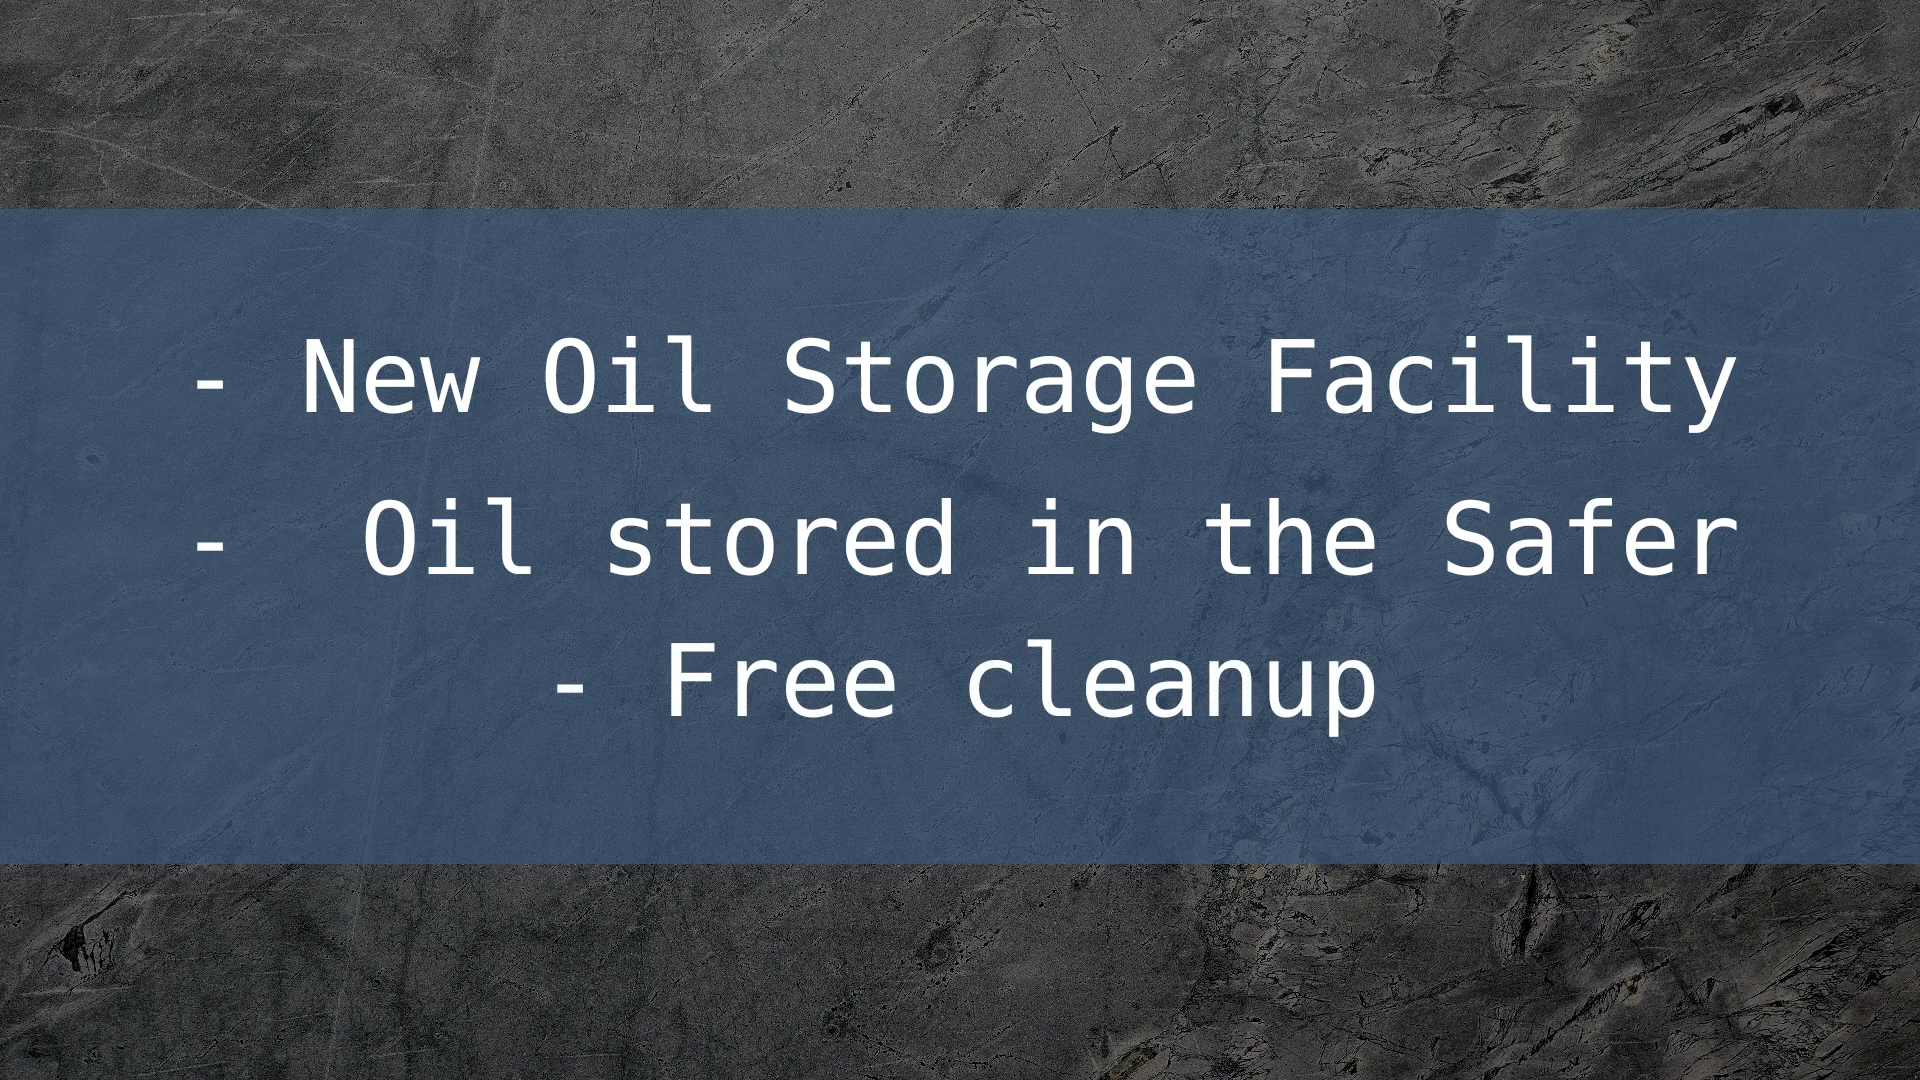 - New Oil Storage Facility
-  Oil stored in the Safer
- Free cleanup